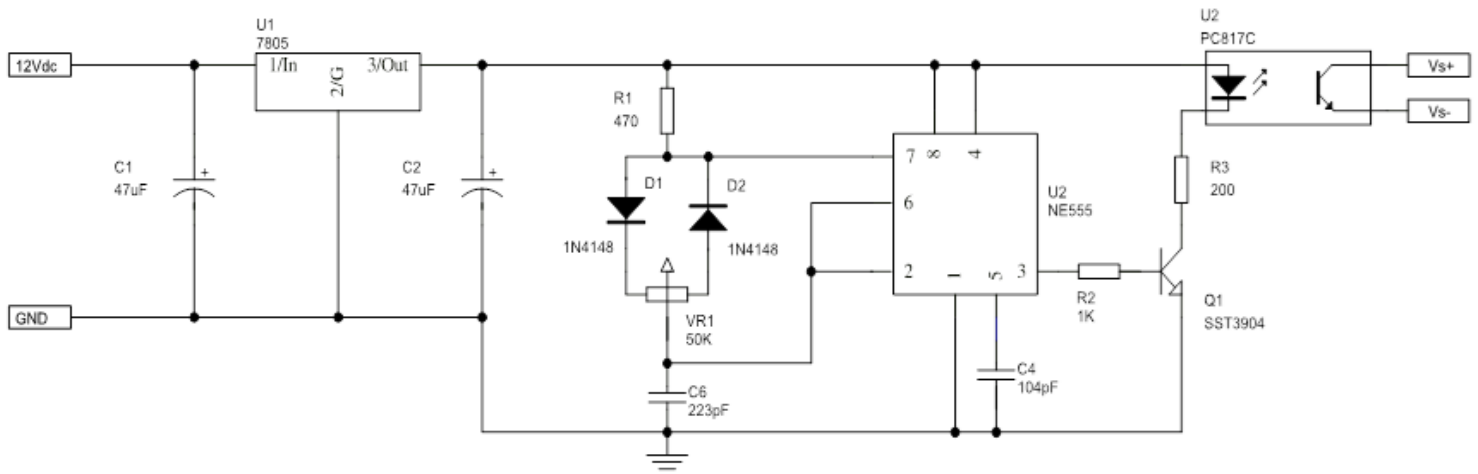 U1
7805
12Vdc
1/In
2/G
3/Out
GND
C1
47uF
C2
47uF
R1
470
D1
1N4148
D2
1N4148
VR1
50K
C6
223pF
7
8
4
6
2
1
5
3
U2
NE555
C4
104pF
R2
1K
Q1
SST3904
R3
200
U2
PC817C
Vs+
Vs-